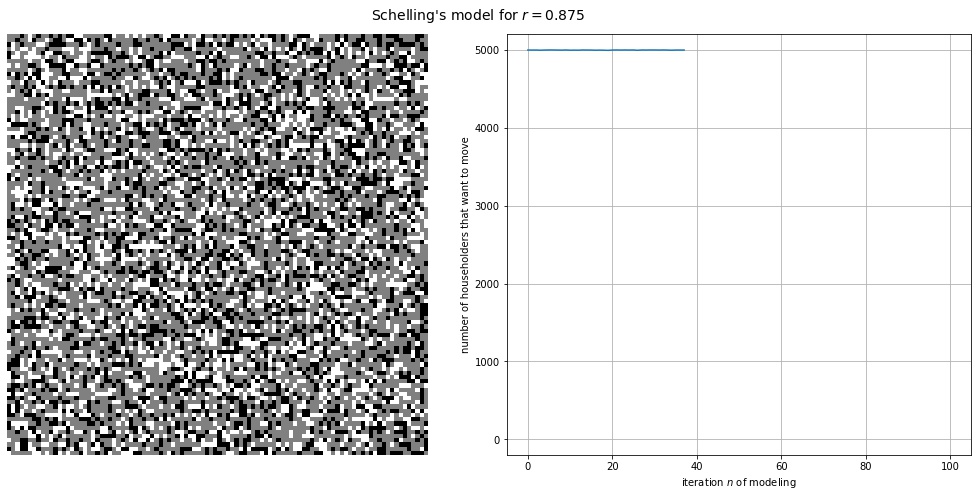 Schelling's model for r = 0.875
5000
4000
3000
2000
1000
0
number of householders that want to move
0 20 40 60 80 100
iteration n of modeling